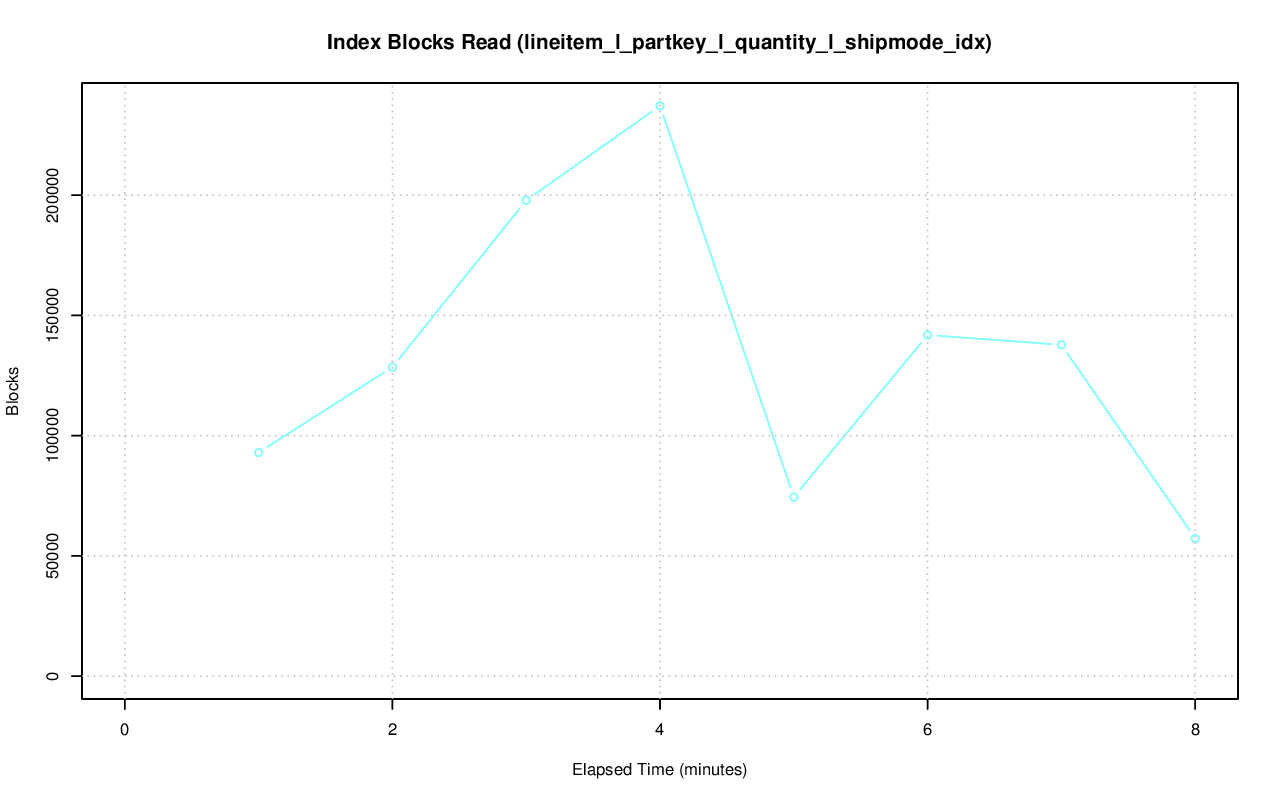 Index Blocks Read (lineitem_l_partkey_l_quantity_l_shipmode_idx)
Blocks
200000
150000
100000
50000
0
0 2 4 6 8
Elapsed Time (minutes)